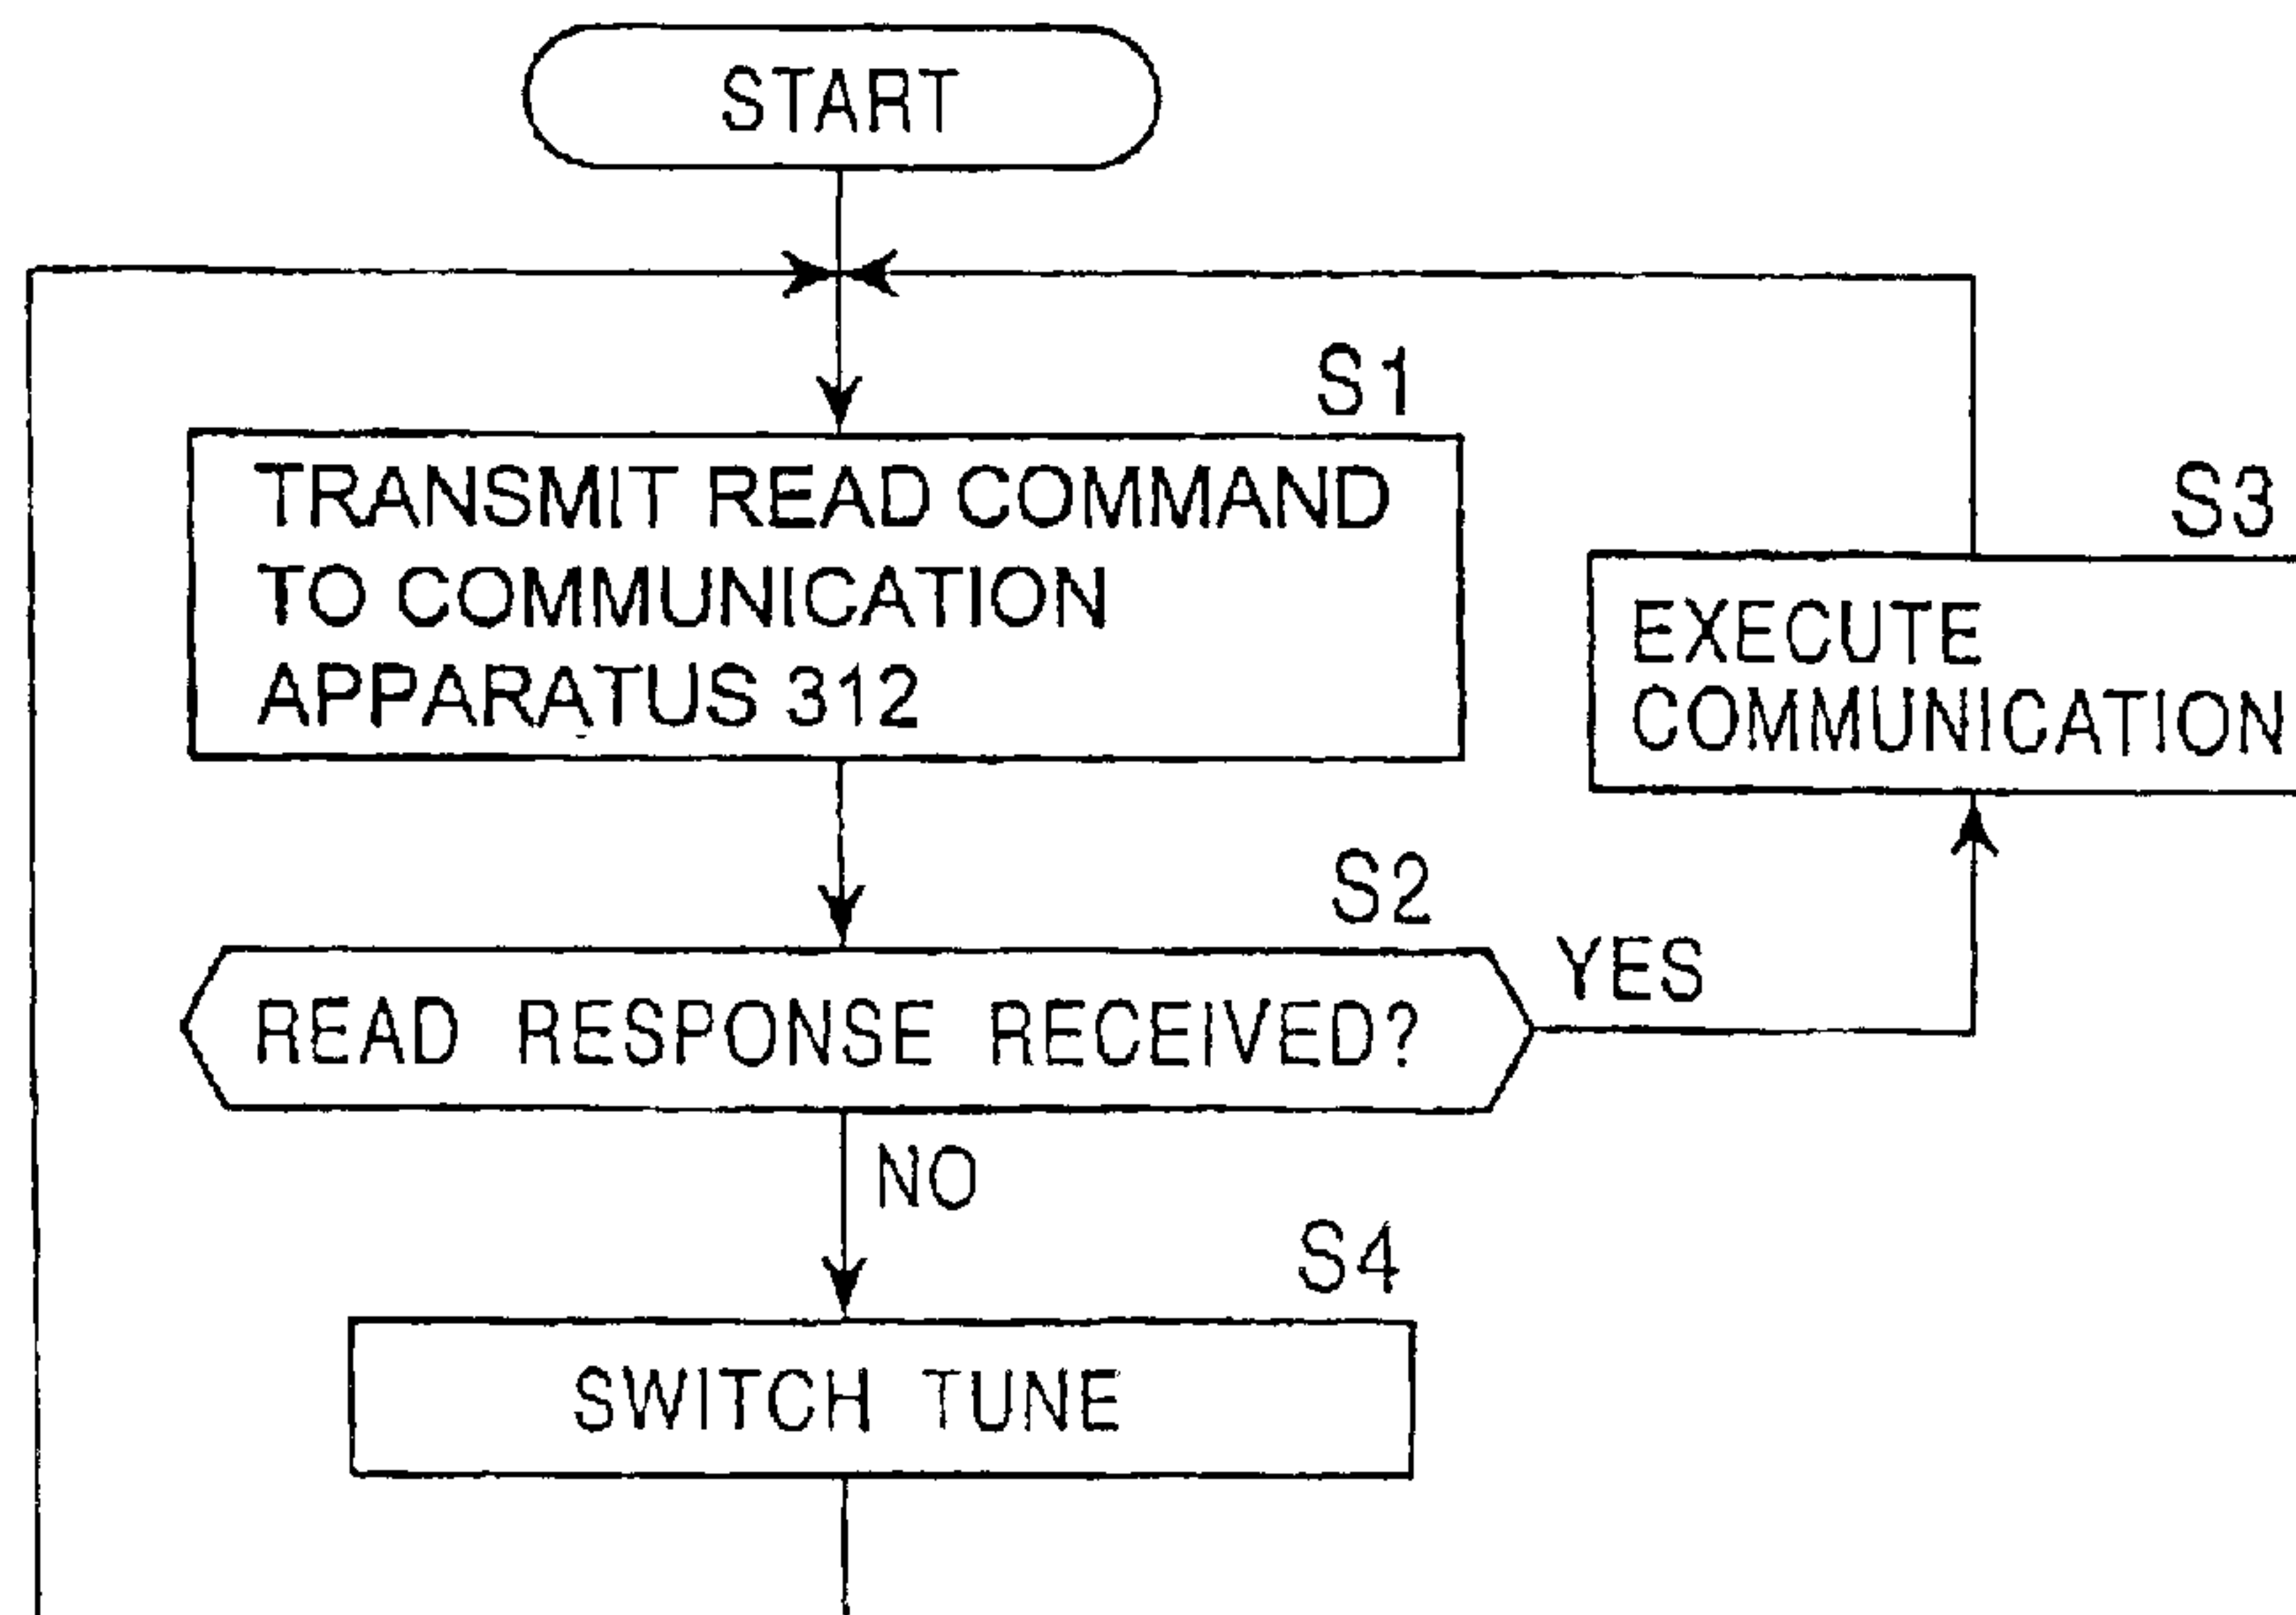 START
S1
TRANSMIT READ COMMAND
TO COMMUNICATION
APPARATUS 312
S3
EXECUTE
COMMUNICATION
S2
READ RESPONSE RECEIVED?
YES
NO
S4
SWITCH TUNE